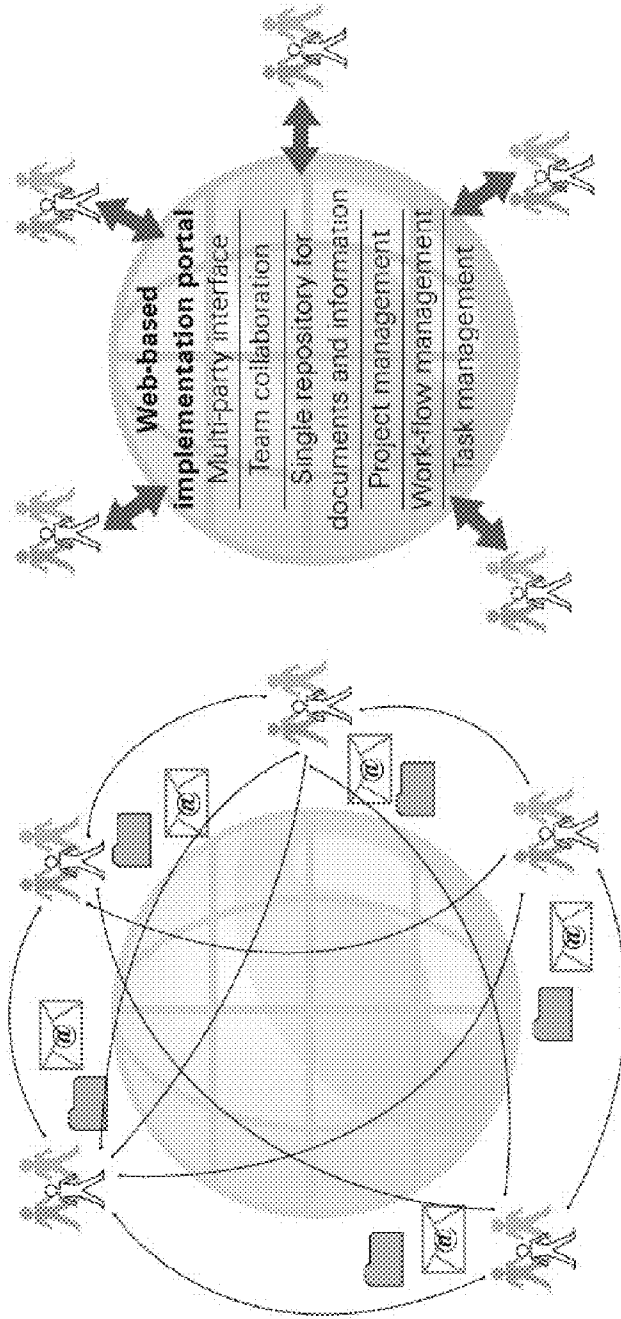 Web-based
implementation portal
Multi-party interface
Team collaboration
Single repository for
documents and information
Project management
Work-flow management
Task management
@
@
@
@
@